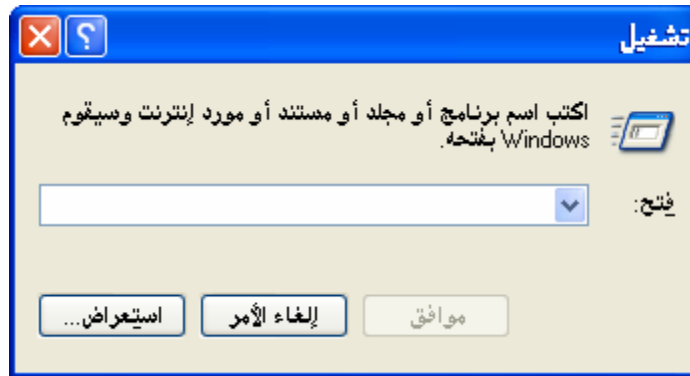 تشغيل
اكتب اسم برنامج أو مجلد أو مستند أو مورد إنترنت وسيقوم
Windows بفتحه.
فتح:
موافق
إلغاء الأمر
استعراض...